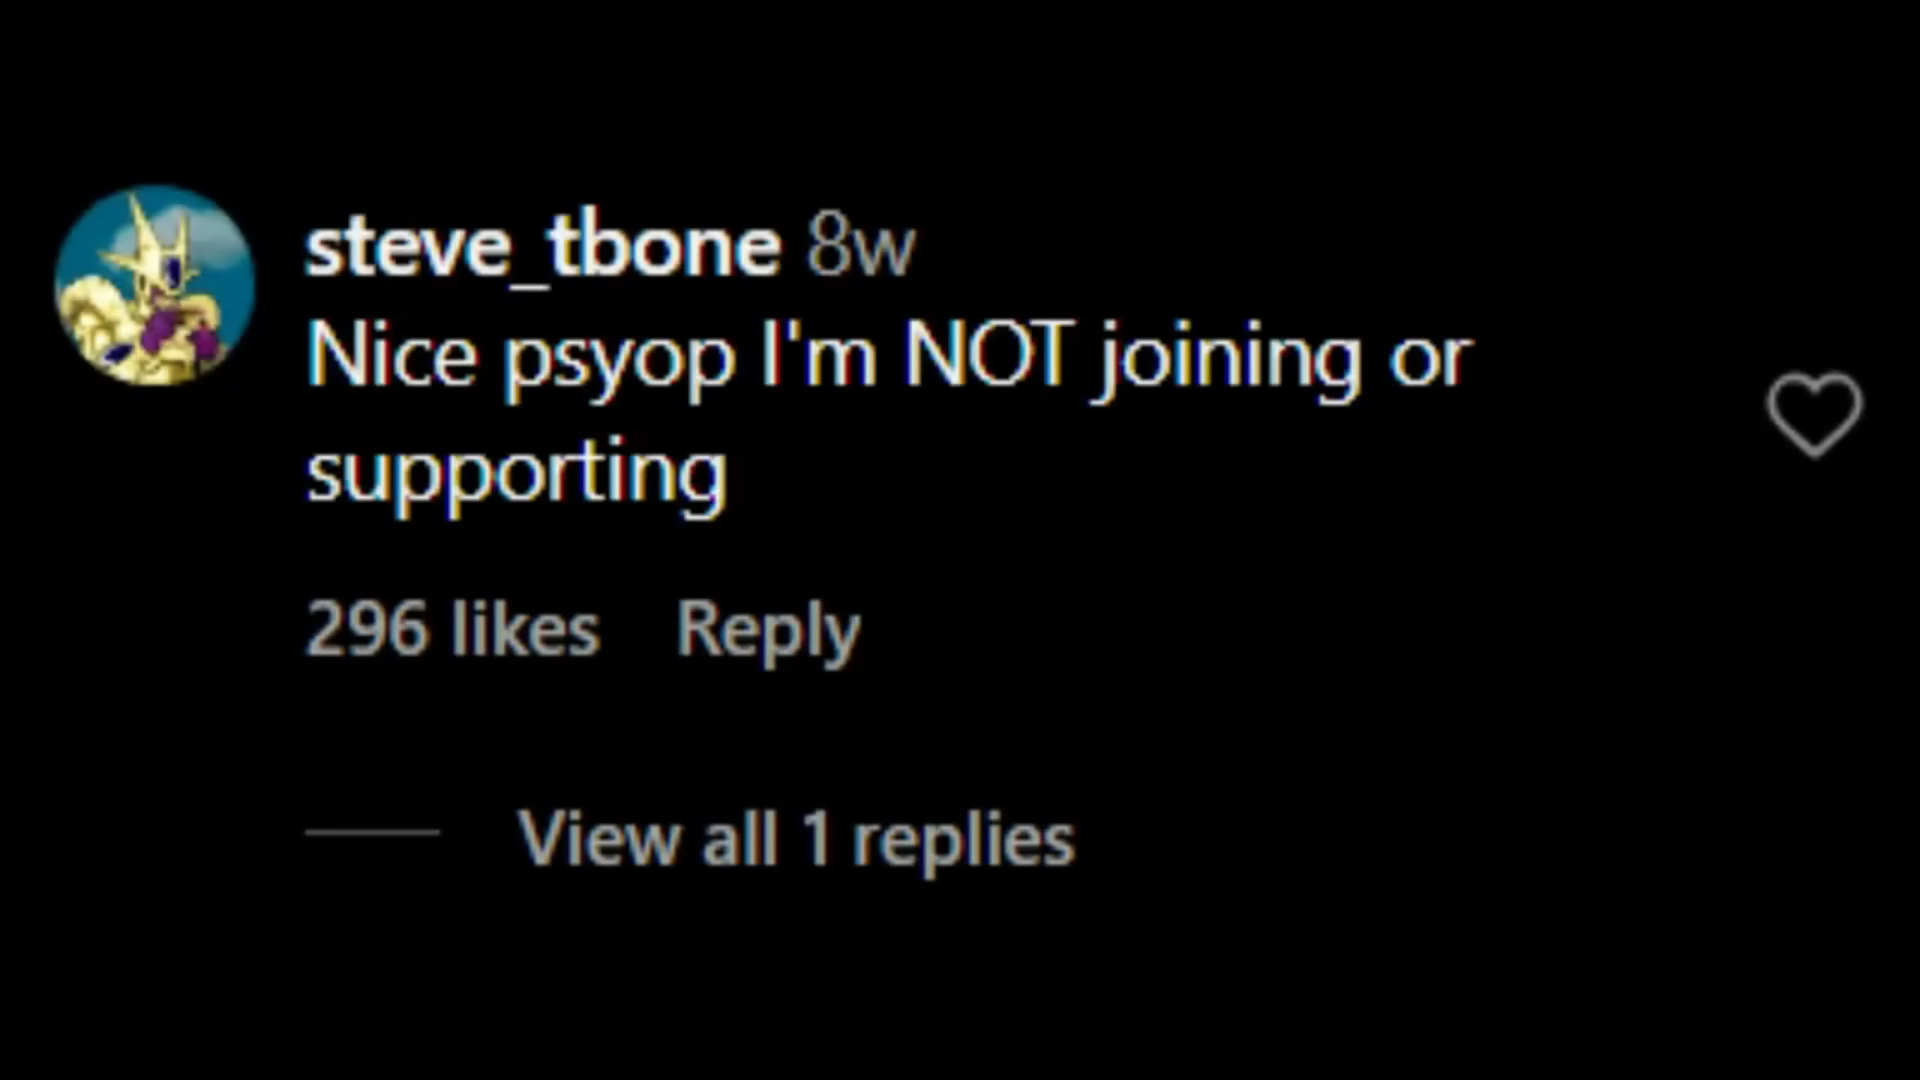 steve_tbone 8w
Nice psyop I'm NOT joining or
supporting
296 likes Reply
View all 1 replies